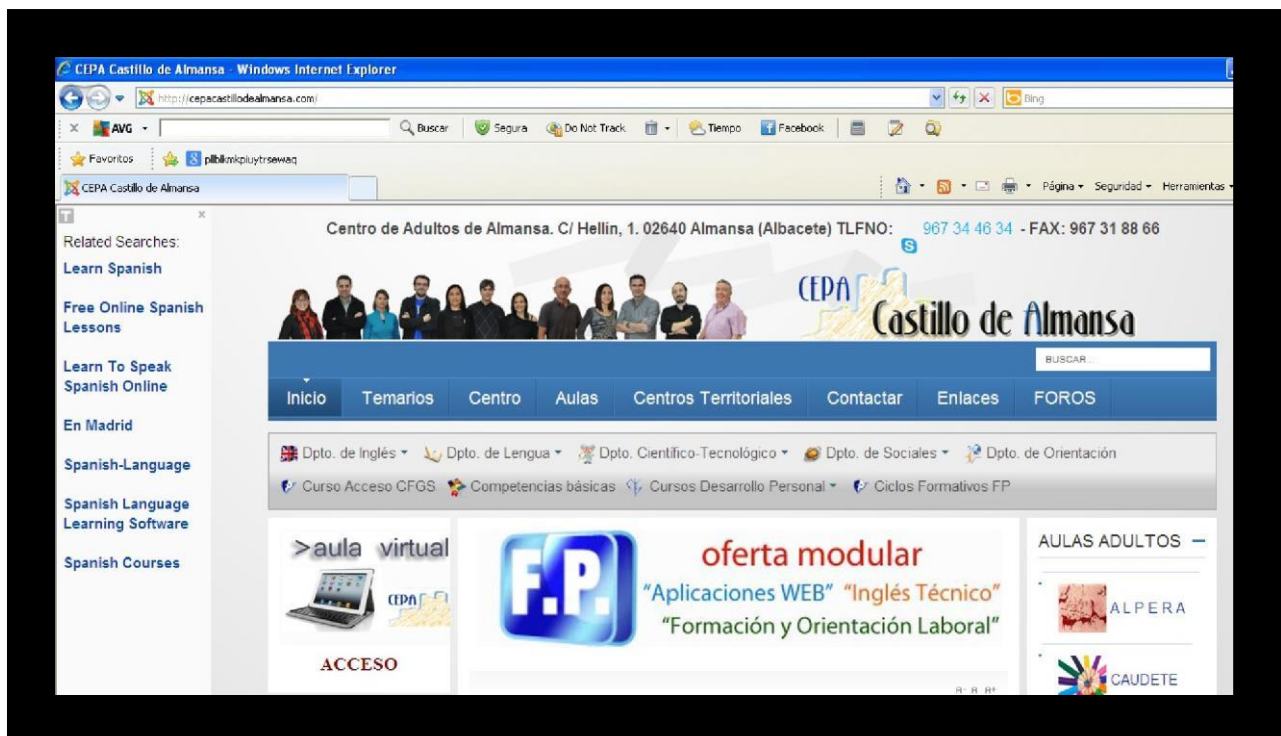 CEPA Castillo de Almansa - Windows Internet Explorer
http://cepacastillodealmansa.com/
Bing
AVG
Buscar
Segura
Do Not Track
Tiempo
Facebook
Favoritos
CEPA Castillo de Almansa
Página
Seguridad
Herramientas
T
Related Searches:
Learn Spanish
Free Online Spanish
Lessons
Learn To Speak
Spanish Online
En Madrid
Spanish-Language
Spanish Language
Learning Software
Spanish Courses
Centro de Adultos de Almansa. C/ Hellín, 1. 02640 Almansa (Albacete) TLFNO: 967 34 46 34 - FAX: 967 31 88 66
CEPA
Castillo de Almansa
BUSCAR...
Inicio Temarios Centro Aulas Centros Territoriales Contactar Enlaces FOROS
Dpto. de Inglés Dpto. de Lengua Dpto. Científico-Tecnológico Dpto. de Sociales Dpto. de Orientación
Curso Acceso CFGS Competencias básicas Cursos Desarrollo Personal Ciclos Formativos FP
>aula virtual
CEPA
ACCESO
F.P.
oferta modular
"Aplicaciones WEB" "Inglés Técnico"
"Formación y Orientación Laboral"
AULAS ADULTOS
ALPERA
CAUDETE